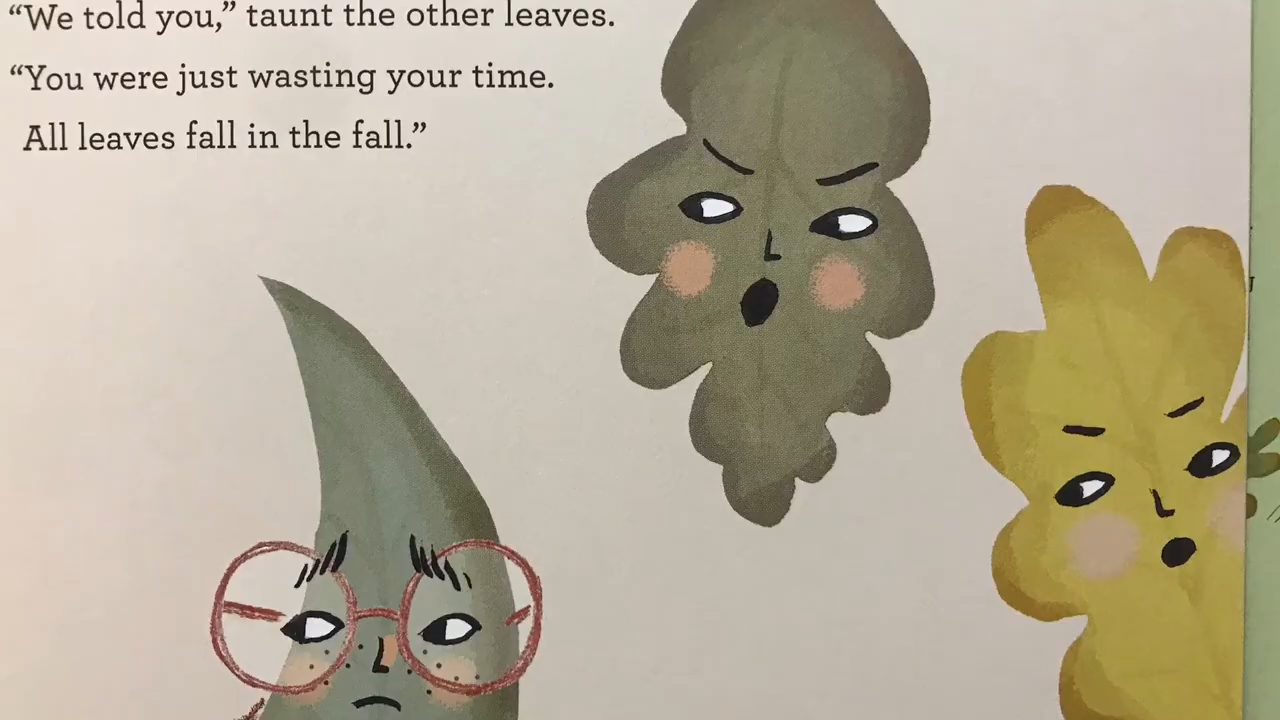 “We told you,” taunt the other leaves.
“You were just wasting your time.
All leaves fall in the fall.”